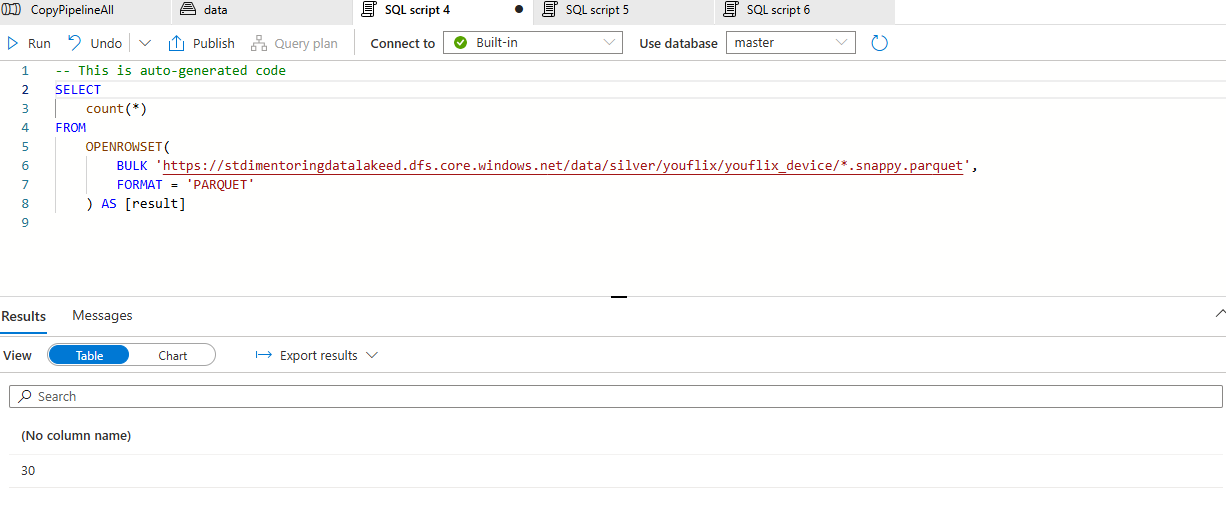 CopyPipelineAll data SQL script 4 SQL script 5 SQL script 6
Run Undo Publish Query plan Connect to Built-in Use database master
1 -- This is auto-generated code
2 SELECT
3 count(*)
4 FROM
5 OPENROWSET(
6 BULK 'https://stdimentoringdatalakeed.dfs.core.windows.net/data/silver/youflix/youflix_device/*.snappy.parquet',
7 FORMAT = 'PARQUET'
8 ) AS [result]
9
Results Messages
View Table Chart Export results
Search
(No column name)
30